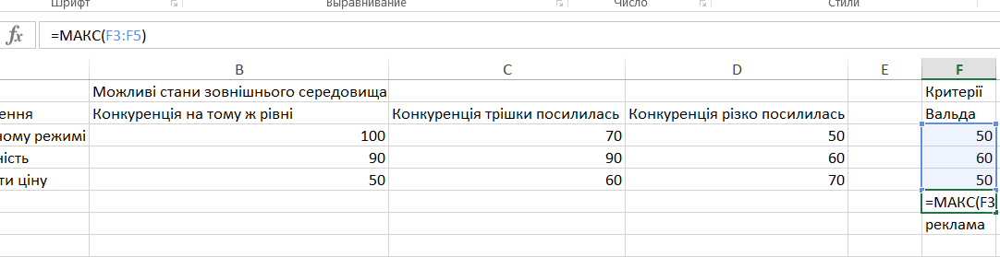 Шрифт Выравнивание Число Стили
fx =МАКС(F3:F5)
B C D E F
Можливі стани зовнішнього середовища Критерії
ення Конкуренція на тому ж рівні Конкуренція трішки посилилась Конкуренція різко посилилась Вальда
ному режимі 100 70 50 50
ність 90 90 60 60
ти ціну 50 60 70 50
=МАКС(F3
реклама